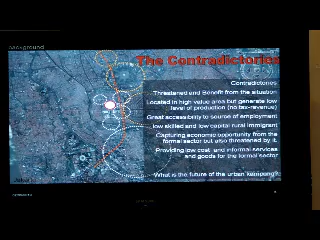 background
The Contradictories
Contradictories
Threatened and Benefit from the situation
Located in high value area but generate low
level of production (no tax-revenue)
Great accessibility to source of employment
low skilled and low capital rural immigrant
Capturing economic opportunity from the
formal sector but also threatened by it.
Providing low cost and informal services
and goods for the formal sector
What is the future of the urban kampung?